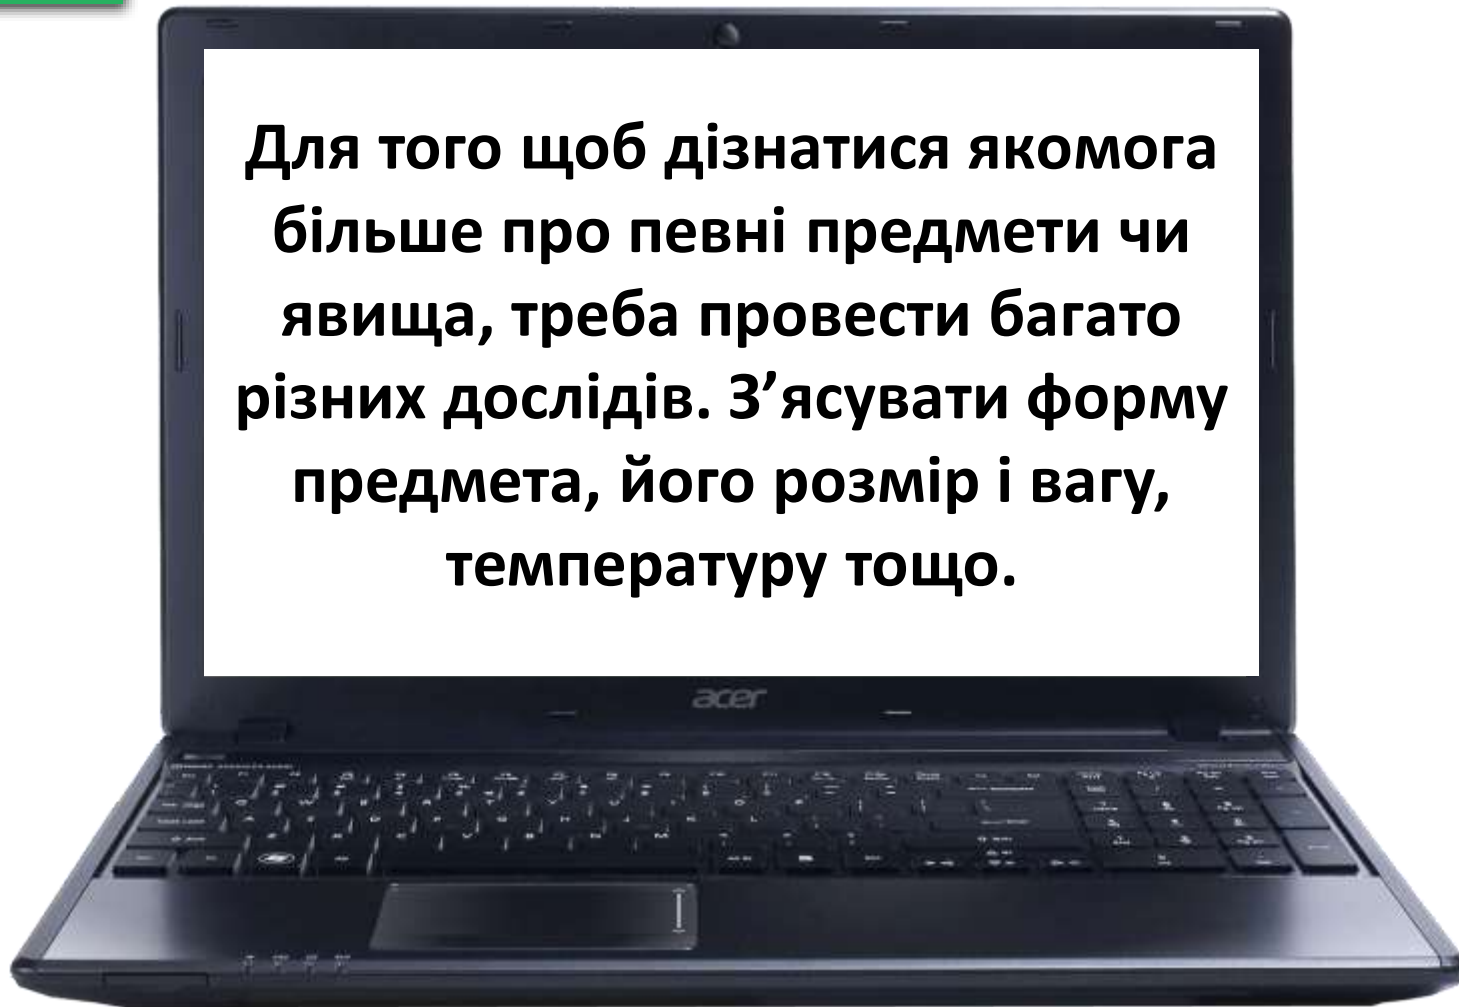 Для того щоб дізнатися якомога
більше про певні предмети чи
явища, треба провести багато
різних дослідів. З’ясувати форму
предмета, його розмір і вагу,
температуру тощо.
acer